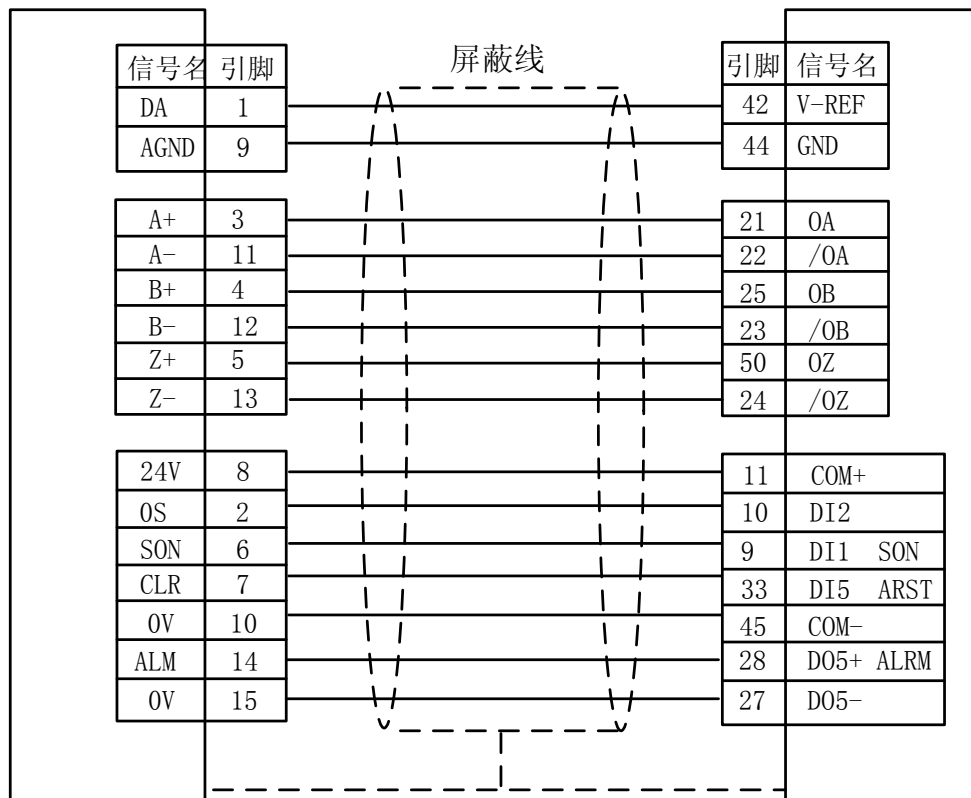 屏蔽线
信号名 引脚 引脚 信号名
DA 1 42 V-REF
AGND 9 44 GND
A+ 3 21 OA
A- 11 22 /OA
B+ 4 25 OB
B- 12 23 /OB
Z+ 5 50 OZ
Z- 13 24 /OZ
24V 8 11 COM+
OS 2 10 DI2
SON 6 9 DI1 SON
CLR 7 33 DI5 ARST
0V 10 45 COM-
ALM 14 28 DO5+ ALRM
0V 15 27 DO5-